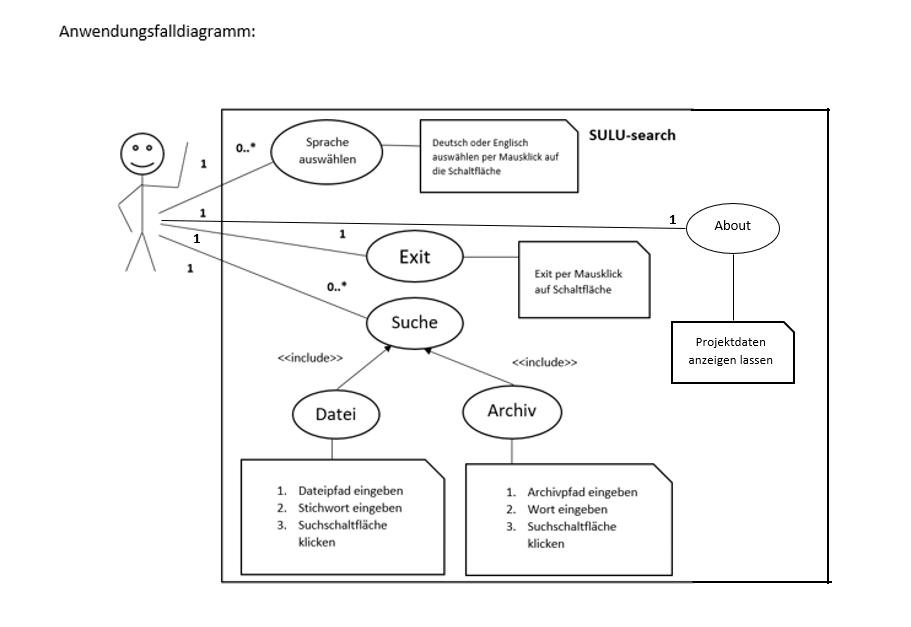 Anwendungsfalldiagramm:
SULU-search
1
0..*
Sprache
auswählen
Deutsch oder Englisch
auswählen per Mausklick auf
die Schaltfläche
1
1
About
Projektdaten
anzeigen lassen
1
1
Exit
Exit per Mausklick
auf Schaltfläche
1
0..*
Suche
<<include>>
<<include>>
Datei
Archiv
1. Dateipfad eingeben
2. Stichwort eingeben
3. Suchschaltfläche
klicken
1. Archivpfad eingeben
2. Wort eingeben
3. Suchschaltfläche
klicken